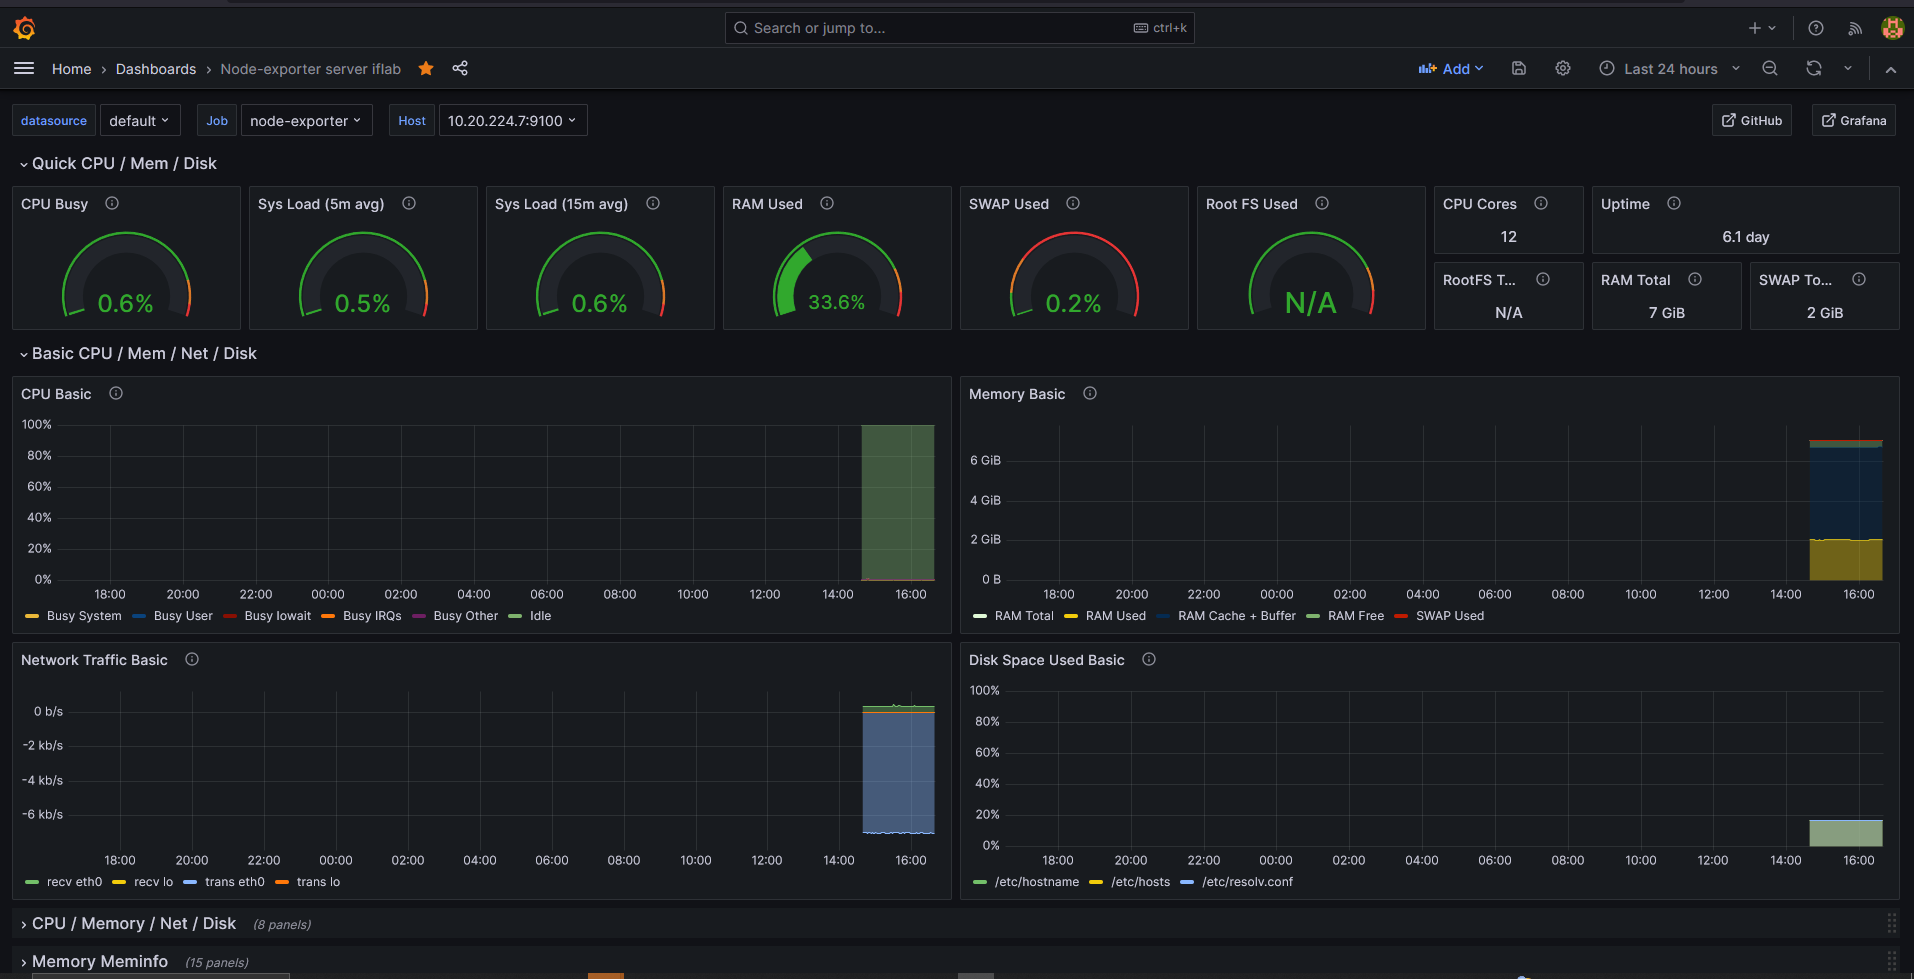 Search or jump to... ctrl+k
Home › Dashboards › Node-exporter server iflab
Add Last 24 hours
datasource default Job node-exporter Host 10.20.224.7:9100 GitHub Grafana
Quick CPU / Mem / Disk
CPU Busy
0.6%
Sys Load (5m avg)
0.5%
Sys Load (15m avg)
0.6%
RAM Used
33.6%
SWAP Used
0.2%
Root FS Used
N/A
CPU Cores
12
Uptime
6.1 day
RootFS T...
N/A
RAM Total
7 GiB
SWAP To...
2 GiB
Basic CPU / Mem / Net / Disk
CPU Basic
100%
80%
60%
40%
20%
0%
18:00 20:00 22:00 00:00 02:00 04:00 06:00 08:00 10:00 12:00 14:00 16:00
Busy System Busy User Busy Iowait Busy IRQs Busy Other Idle
Memory Basic
6 GiB
4 GiB
2 GiB
0 B
18:00 20:00 22:00 00:00 02:00 04:00 06:00 08:00 10:00 12:00 14:00 16:00
RAM Total RAM Used RAM Cache + Buffer RAM Free SWAP Used
Network Traffic Basic
0 b/s
-2 kb/s
-4 kb/s
-6 kb/s
18:00 20:00 22:00 00:00 02:00 04:00 06:00 08:00 10:00 12:00 14:00 16:00
recv eth0 recv lo trans eth0 trans lo
Disk Space Used Basic
100%
80%
60%
40%
20%
0%
18:00 20:00 22:00 00:00 02:00 04:00 06:00 08:00 10:00 12:00 14:00 16:00
/etc/hostname /etc/hosts /etc/resolv.conf
CPU / Memory / Net / Disk (8 panels)
Memory Meminfo (15 panels)